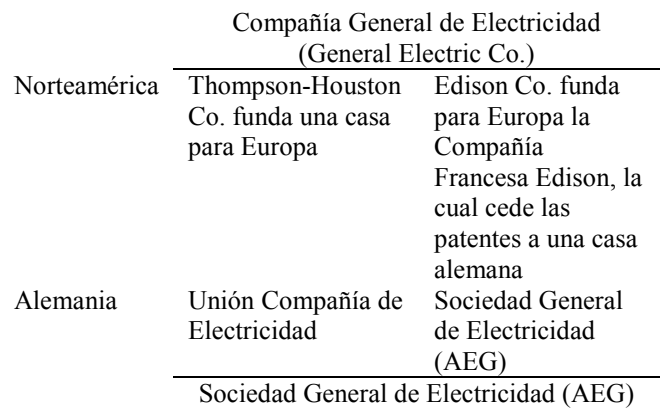 Compañía General de Electricidad
(General Electric Co.)
Norteamérica Thompson-Houston Edison Co. funda
Co. funda una casa para Europa la
para Europa Compañía
Francesa Edison, la
cual cede las
patentes a una casa
alemana
Alemania Unión Compañía de Sociedad General
Electricidad de Electricidad
(AEG)
Sociedad General de Electricidad (AEG)